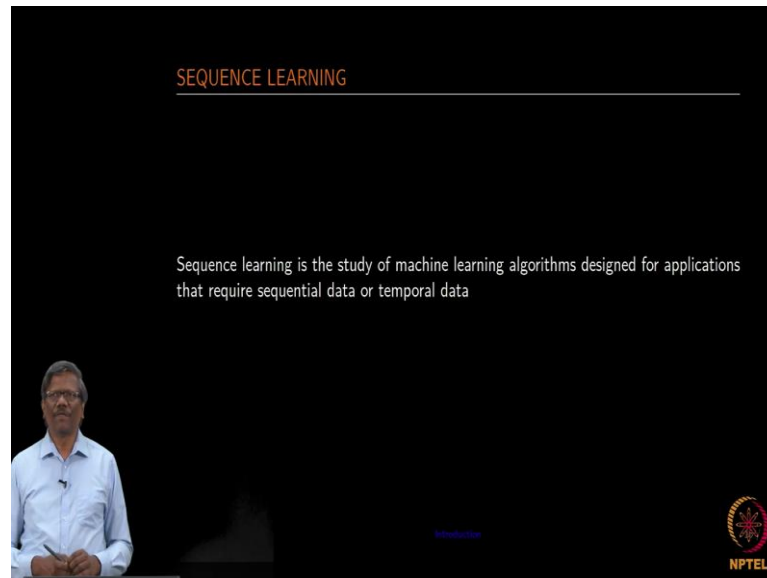 SEQUENCE LEARNING
Sequence learning is the study of machine learning algorithms designed for applications
that require sequential data or temporal data
Introduction
NPTEL